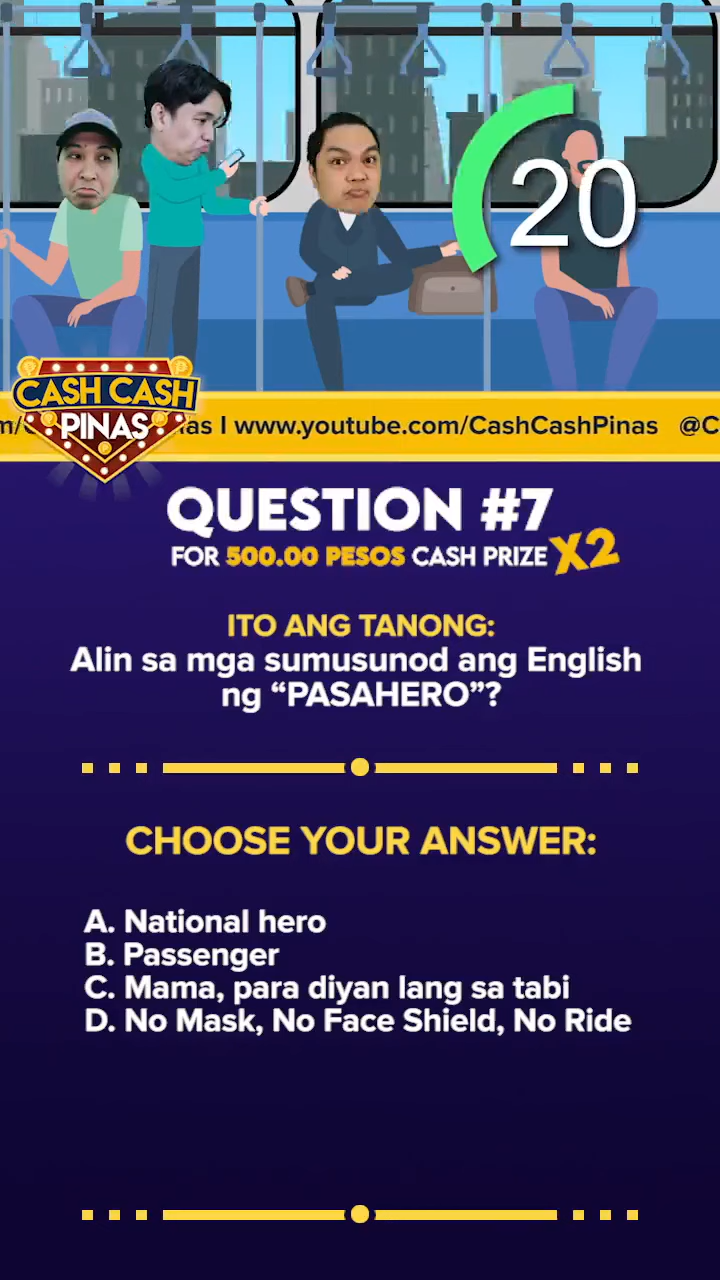 20
CASH CASH
PINAS
as | www.youtube.com/CashCashPinas @C
QUESTION #7
FOR 500.00 PESOS CASH PRIZE X2
ITO ANG TANONG:
Alin sa mga sumusunod ang English
ng “PASAHERO”?
CHOOSE YOUR ANSWER:
A. National hero
B. Passenger
C. Mama, para diyan lang sa tabi
D. No Mask, No Face Shield, No Ride